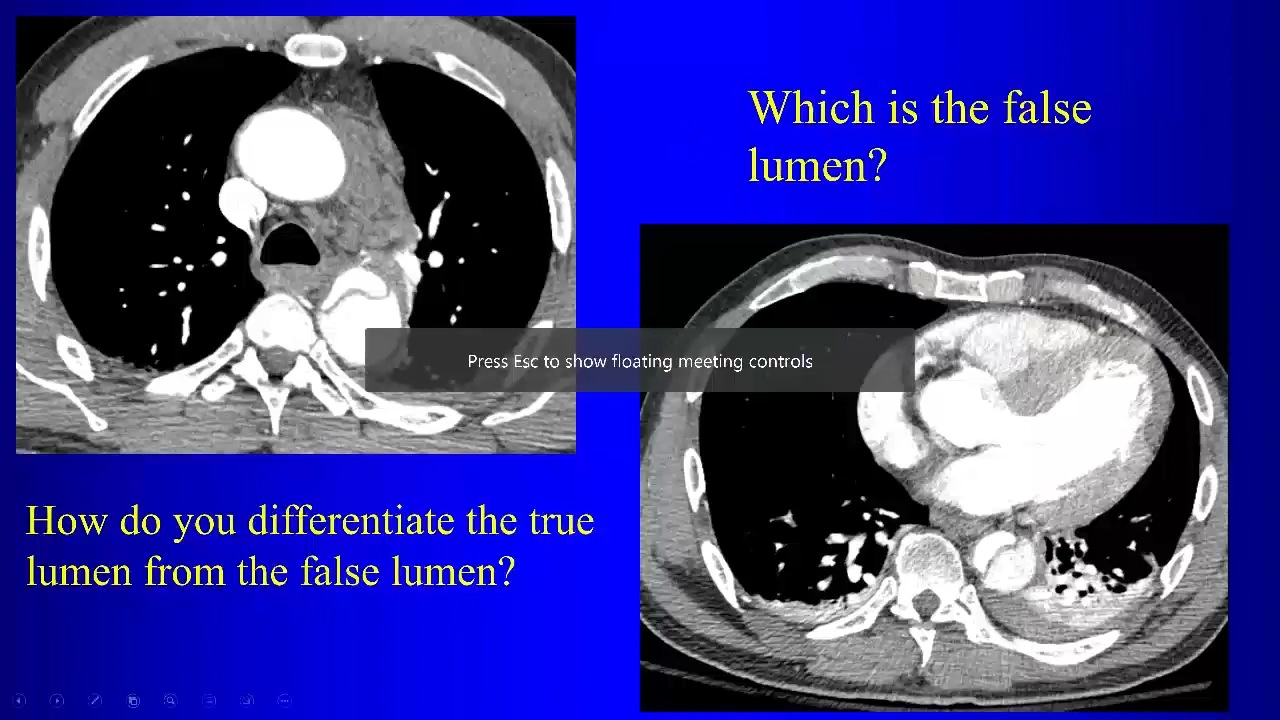 Which is the false
lumen?
Press Esc to show floating meeting controls
How do you differentiate the true
lumen from the false lumen?